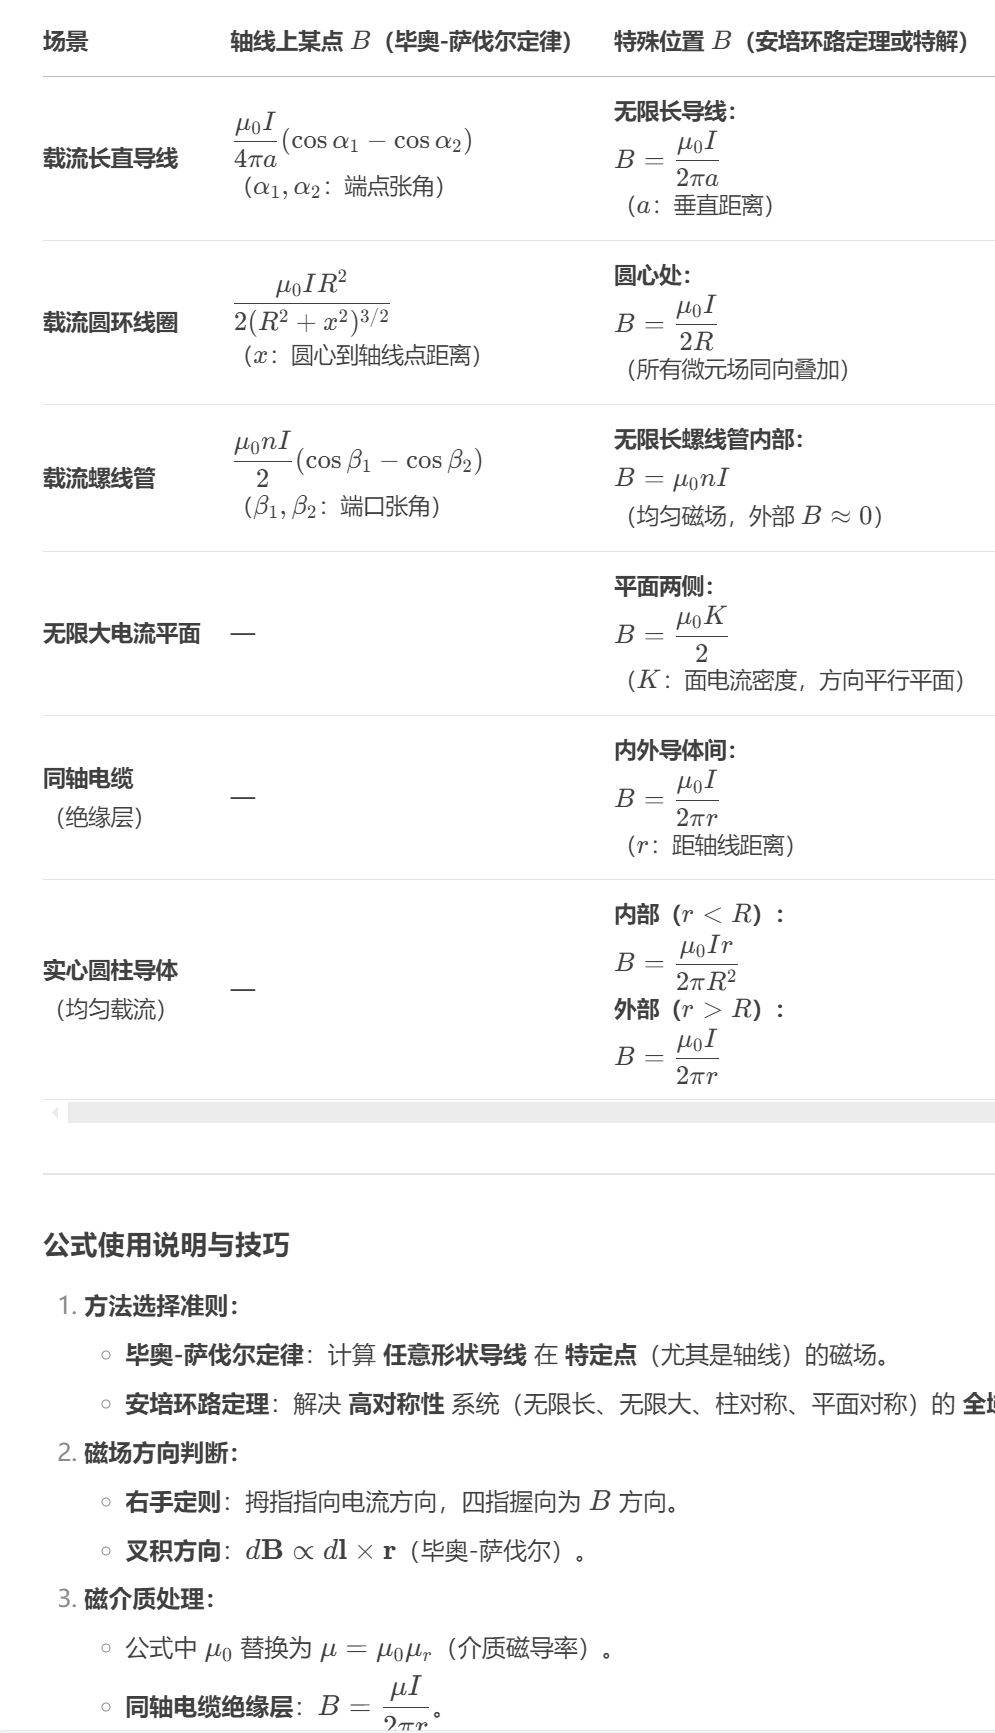 场景 轴线上某点 B（毕奥-萨伐尔定律） 特殊位置 B（安培环路定理或特解）
载流长直导线
μ₀I/4πa (cos α₁ − cos α₂)
（α₁, α₂：端点张角）
无限长导线：
B = μ₀I/2πa
（a：垂直距离）
载流圆环线圈
μ₀IR²/2(R² + x²)^{3/2}
（x：圆心到轴线点距离）
圆心处：
B = μ₀I/2R
（所有微元场同向叠加）
载流螺线管
μ₀nI/2 (cos β₁ − cos β₂)
（β₁, β₂：端口张角）
无限长螺线管内部：
B = μ₀nI
（均匀磁场，外部 B ≈ 0）
无限大电流平面
—
平面两侧：
B = μ₀K/2
（K：面电流密度，方向平行平面）
同轴电缆
（绝缘层）
—
内外导体间：
B = μ₀I/2πr
（r：距轴线距离）
实心圆柱导体
（均匀载流）
—
内部（r < R）：
B = μ₀Ir/2πR²
外部（r > R）：
B = μ₀I/2πr
公式使用说明与技巧
1. 方法选择准则：
○ 毕奥-萨伐尔定律：计算 任意形状导线 在 特定点（尤其是轴线）的磁场。
○ 安培环路定理：解决 高对称性 系统（无限长、无限大、柱对称、平面对称）的 全
2. 磁场方向判断：
○ 右手定则：拇指指向电流方向，四指握向为 B 方向。
○ 叉积方向：dB ∝ dl × r（毕奥-萨伐尔）。
3. 磁介质处理：
○ 公式中 μ₀ 替换为 μ = μ₀μᵣ（介质磁导率）。
○ 同轴电缆绝缘层：B = μI/2πr。